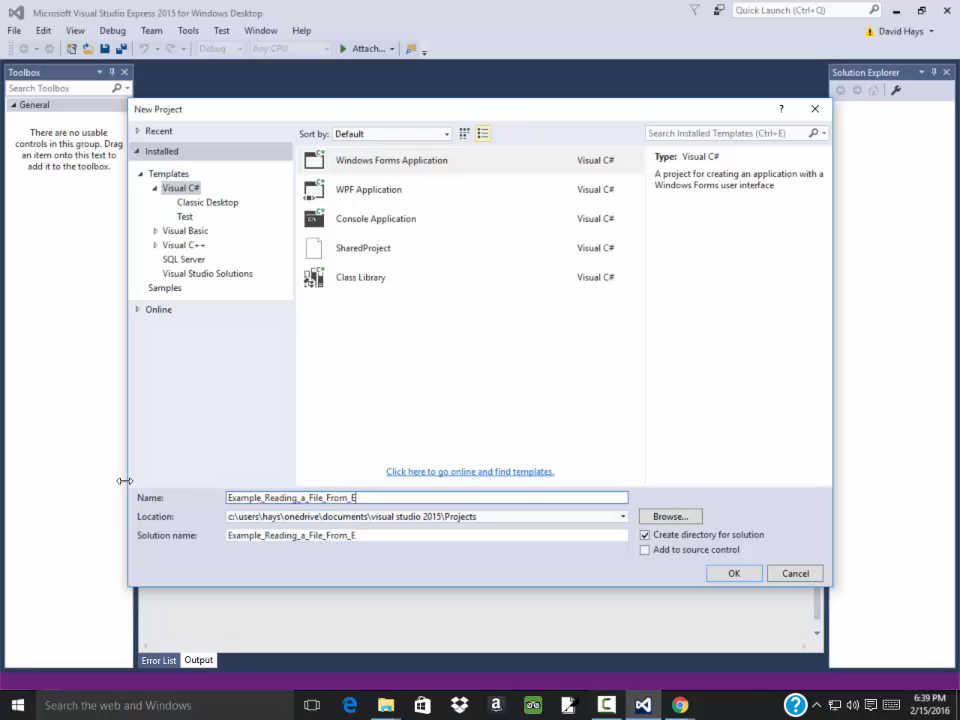 Microsoft Visual Studio Express 2015 for Windows Desktop
Quick Launch (Ctrl+Q)
File Edit View Debug Team Tools Test Window Help
David Hays
Debug Any CPU Attach...
Toolbox
Search Toolbox
General
There are no usable
controls in this group. Drag
an item onto this text to
add it to the toolbox.
Solution Explorer
New Project
? 
Recent
Installed
Templates
Visual C#
Classic Desktop
Test
Visual Basic
Visual C++
SQL Server
Visual Studio Solutions
Samples
Online
Sort by: Default
Search Installed Templates (Ctrl+E)
Windows Forms Application Visual C#
WPF Application Visual C#
Console Application Visual C#
SharedProject Visual C#
Class Library Visual C#
Type: Visual C#
A project for creating an application with a
Windows Forms user interface
Click here to go online and find templates.
Name: Example_Reading_a_File_From_E
Location: c:\users\hays\onedrive\documents\visual studio 2015\Projects
Browse...
Solution name: Example_Reading_a_File_From_E
Create directory for solution
Add to source control
OK Cancel
Error List Output
Search the web and Windows
6:39 PM
2/15/2016